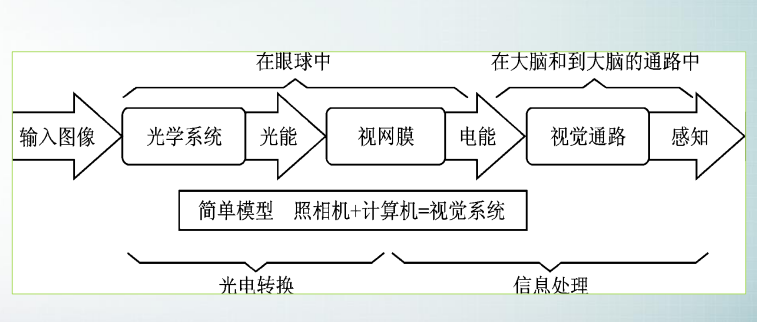 在眼球中
在大脑和到大脑的通路中
输入图像
光学系统
光能
视网膜
电能
视觉通路
感知
简单模型 照相机+计算机=视觉系统
光电转换
信息处理